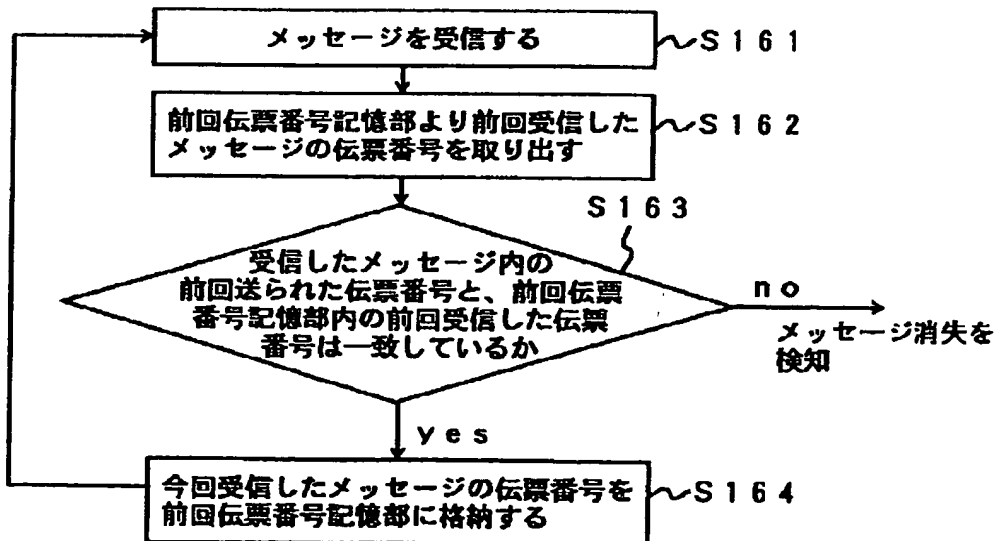 メッセージを受信する
S161
前回伝票番号記憶部より前回受信した
メッセージの伝票番号を取り出す
S162
S163
受信したメッセージ内の
前回送られた伝票番号と、前回伝票
番号記憶部内の前回受信した伝票
番号は一致しているか
no
メッセージ消失を
検知
yes
今回受信したメッセージの伝票番号を
前回伝票番号記憶部に格納する
S164